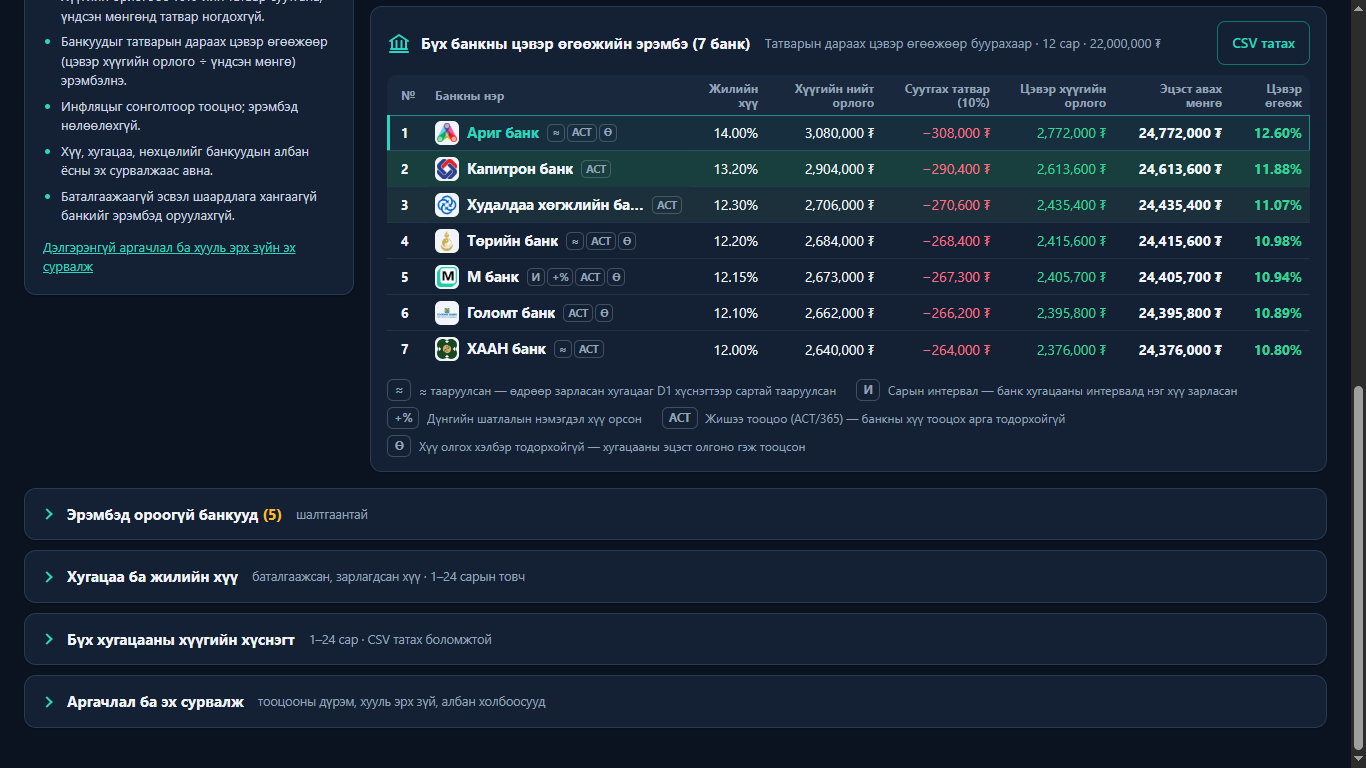 үндсэн мөнгөнд татвар ногдохгүй.
Банкуудыг татварын дараах цэвэр өгөөжөөр
(цэвэр хүүгийн орлого ÷ үндсэн мөнгө)
эрэмбэлнэ.
Инфляцыг сонголтоор тооцно; эрэмбэд
нөлөөлөхгүй.
Хүү, хугацаа, нөхцөлийг банкуудын албан
ёсны эх сурвалжаас авна.
Баталгаажаагүй эсвэл шаардлага хангаагүй
банкийг эрэмбэд оруулахгүй.
Дэлгэрэнгүй аргачлал ба хууль эрх зүйн эх
сурвалж
Бүх банкны цэвэр өгөөжийн эрэмбэ (7 банк) Татварын дараах цэвэр өгөөжөөр буурахаар · 12 сар · 22,000,000 ₮ CSV татах
№ Банкны нэр Жилийн хүү Хүүгийн нийт орлого Суутгах татвар (10%) Цэвэр хүүгийн орлого Эцэст авах мөнгө Цэвэр өгөөж
1 Ариг банк ≈ ACT Ө 14.00% 3,080,000 ₮ −308,000 ₮ 2,772,000 ₮ 24,772,000 ₮ 12.60%
2 Капитрон банк ACT 13.20% 2,904,000 ₮ −290,400 ₮ 2,613,600 ₮ 24,613,600 ₮ 11.88%
3 Худалдаа хөгжлийн ба... ACT 12.30% 2,706,000 ₮ −270,600 ₮ 2,435,400 ₮ 24,435,400 ₮ 11.07%
4 Төрийн банк ≈ ACT Ө 12.20% 2,684,000 ₮ −268,400 ₮ 2,415,600 ₮ 24,415,600 ₮ 10.98%
5 М банк И +% ACT Ө 12.15% 2,673,000 ₮ −267,300 ₮ 2,405,700 ₮ 24,405,700 ₮ 10.94%
6 Голомт банк ACT Ө 12.10% 2,662,000 ₮ −266,200 ₮ 2,395,800 ₮ 24,395,800 ₮ 10.89%
7 ХААН банк ≈ ACT 12.00% 2,640,000 ₮ −264,000 ₮ 2,376,000 ₮ 24,376,000 ₮ 10.80%
≈ ≈ тааруулсан — өдрөөр зарласан хугацааг D1 хүснэгтээр сартай тааруулсан И Сарын интервал — банк хугацааны интервалд нэг хүү зарласан
+% Дүнгийн шатлалын нэмэгдэл хүү орсон ACT Жишээ тооцоо (ACT/365) — банкны хүү тооцох арга тодорхойгүй
Ө Хүү олгох хэлбэр тодорхойгүй — хугацааны эцэст олгоно гэж тооцсон
Эрэмбэд ороогүй банкууд (5) шалтгаантай
Хугацаа ба жилийн хүү баталгаажсан, зарлагдсан хүү · 1–24 сарын товч
Бүх хугацааны хүүгийн хүснэгт 1–24 сар · CSV татах боломжтой
Аргачлал ба эх сурвалж тооцооны дүрэм, хууль эрх зүй, албан холбоосууд